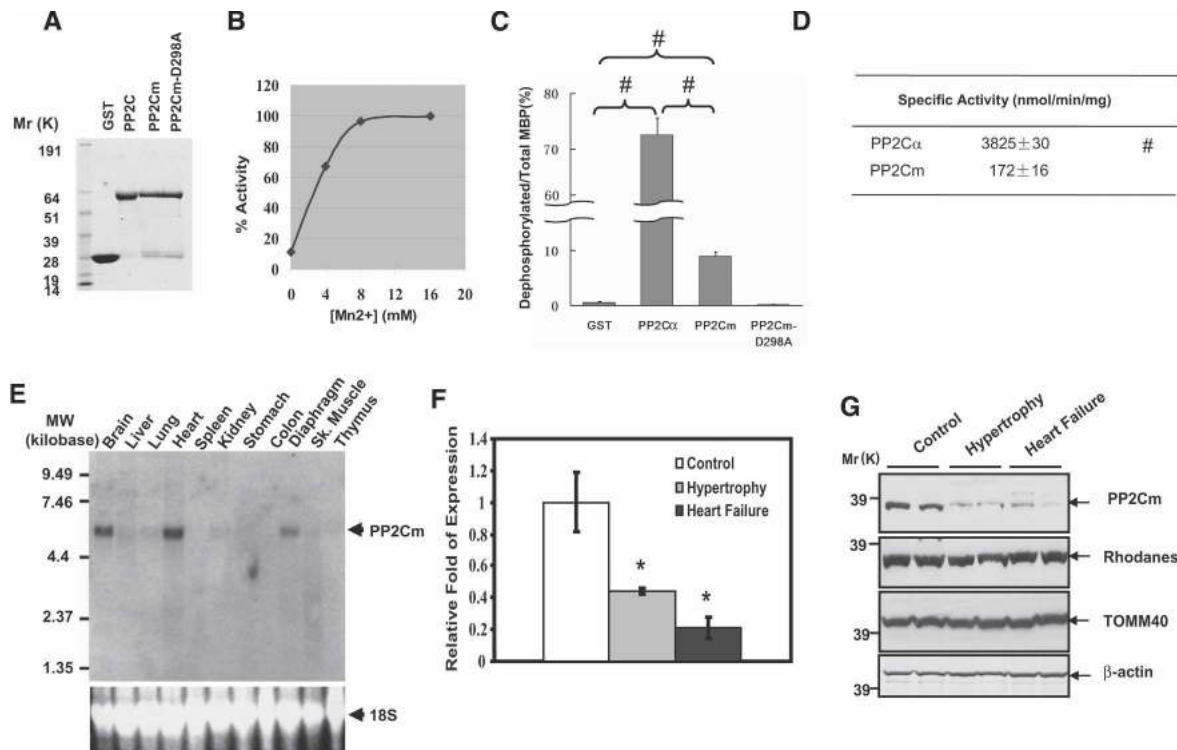 A
Mr (K)
GST
PP2C
PP2Cm
PP2Cm-D298A
191
64
51
39
28
19
14
B
% Activity
120
100
80
60
40
20
0
0 4 8 12 16 20
[Mn2+] (mM)
C
#
# #
Dephosphorylated/Total MBP(%)
80
70
60
10
0
GST PP2Cα PP2Cm PP2Cm-
D298A
D
Specific Activity (nmol/min/mg)
PP2Cα 3825±30 #
PP2Cm 172±16
E
MW
(kilobase)
Brain
Liver
Lung
Heart
Spleen
Kidney
Stomach
Colon
Diaphragm
Sk. Muscle
Thymus
9.49
7.46
4.4
2.37
1.35
PP2Cm
18S
F
Relative Fold of Expression
1.4
1.2
1
0.8
0.6
0.4
0.2
0
Control
Hypertrophy
Heart Failure
*
*
G
Mr (K)
Control
Hypertrophy
Heart Failure
39
PP2Cm
39
Rhodanes
39
TOMM40
39
β-actin